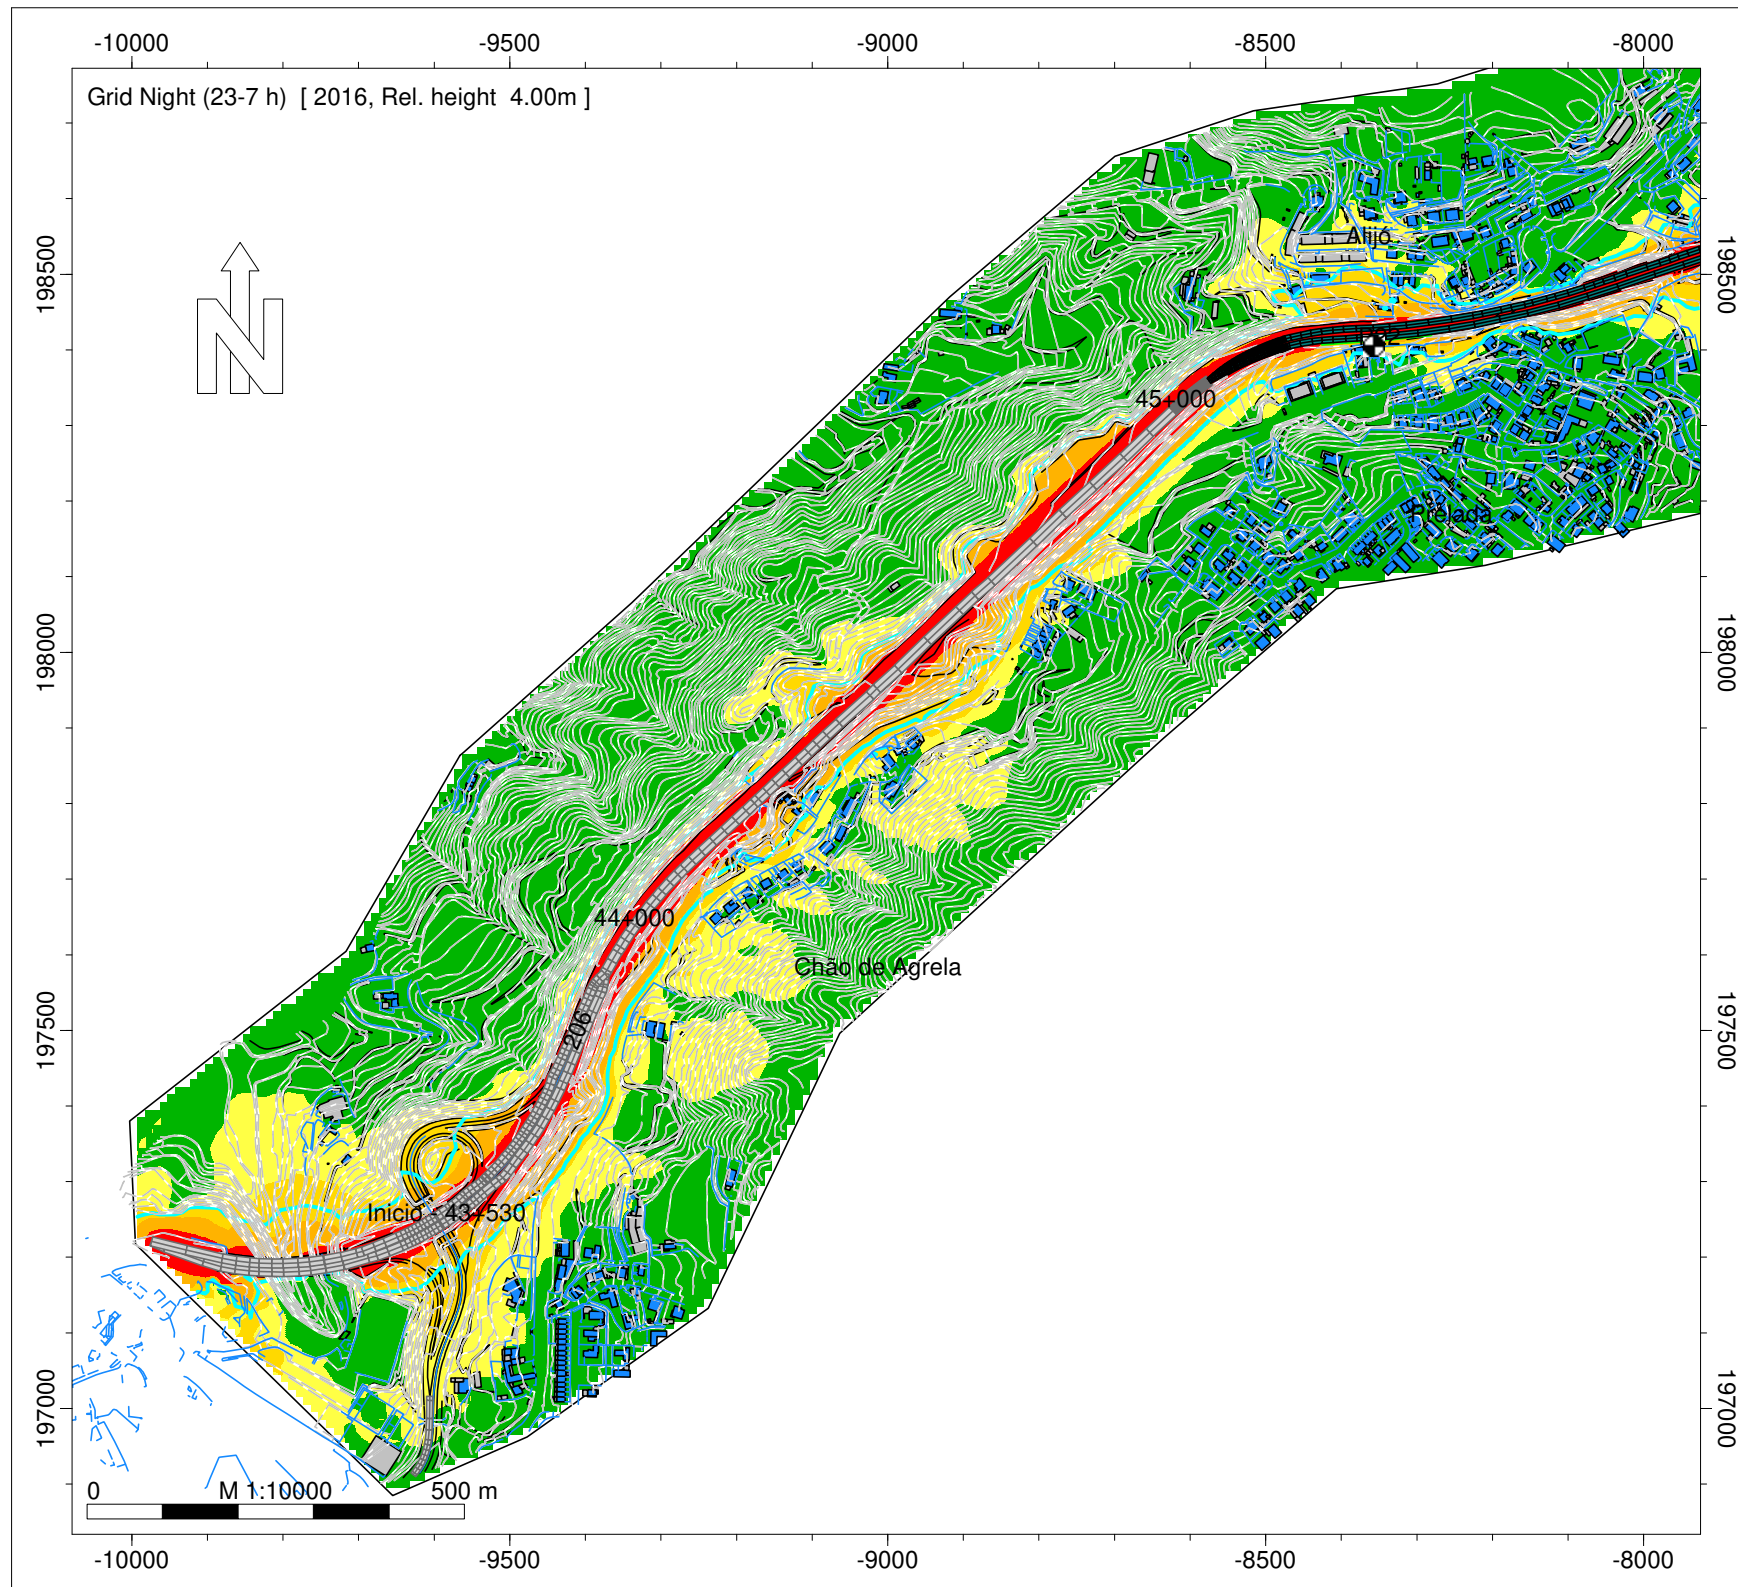 -10000 -9500 -9000 -8500 -8000
Grid Night (23-7 h) [ 2016, Rel. height 4.00m ]
N
198500 198500
Alijó
45+000
Prelada
198000 198000
44+000
Chão de Agrela
206
197500 197500
Inicio - 43+530
197000 197000
0 M 1:10000 500 m
-10000 -9500 -9000 -8500 -8000